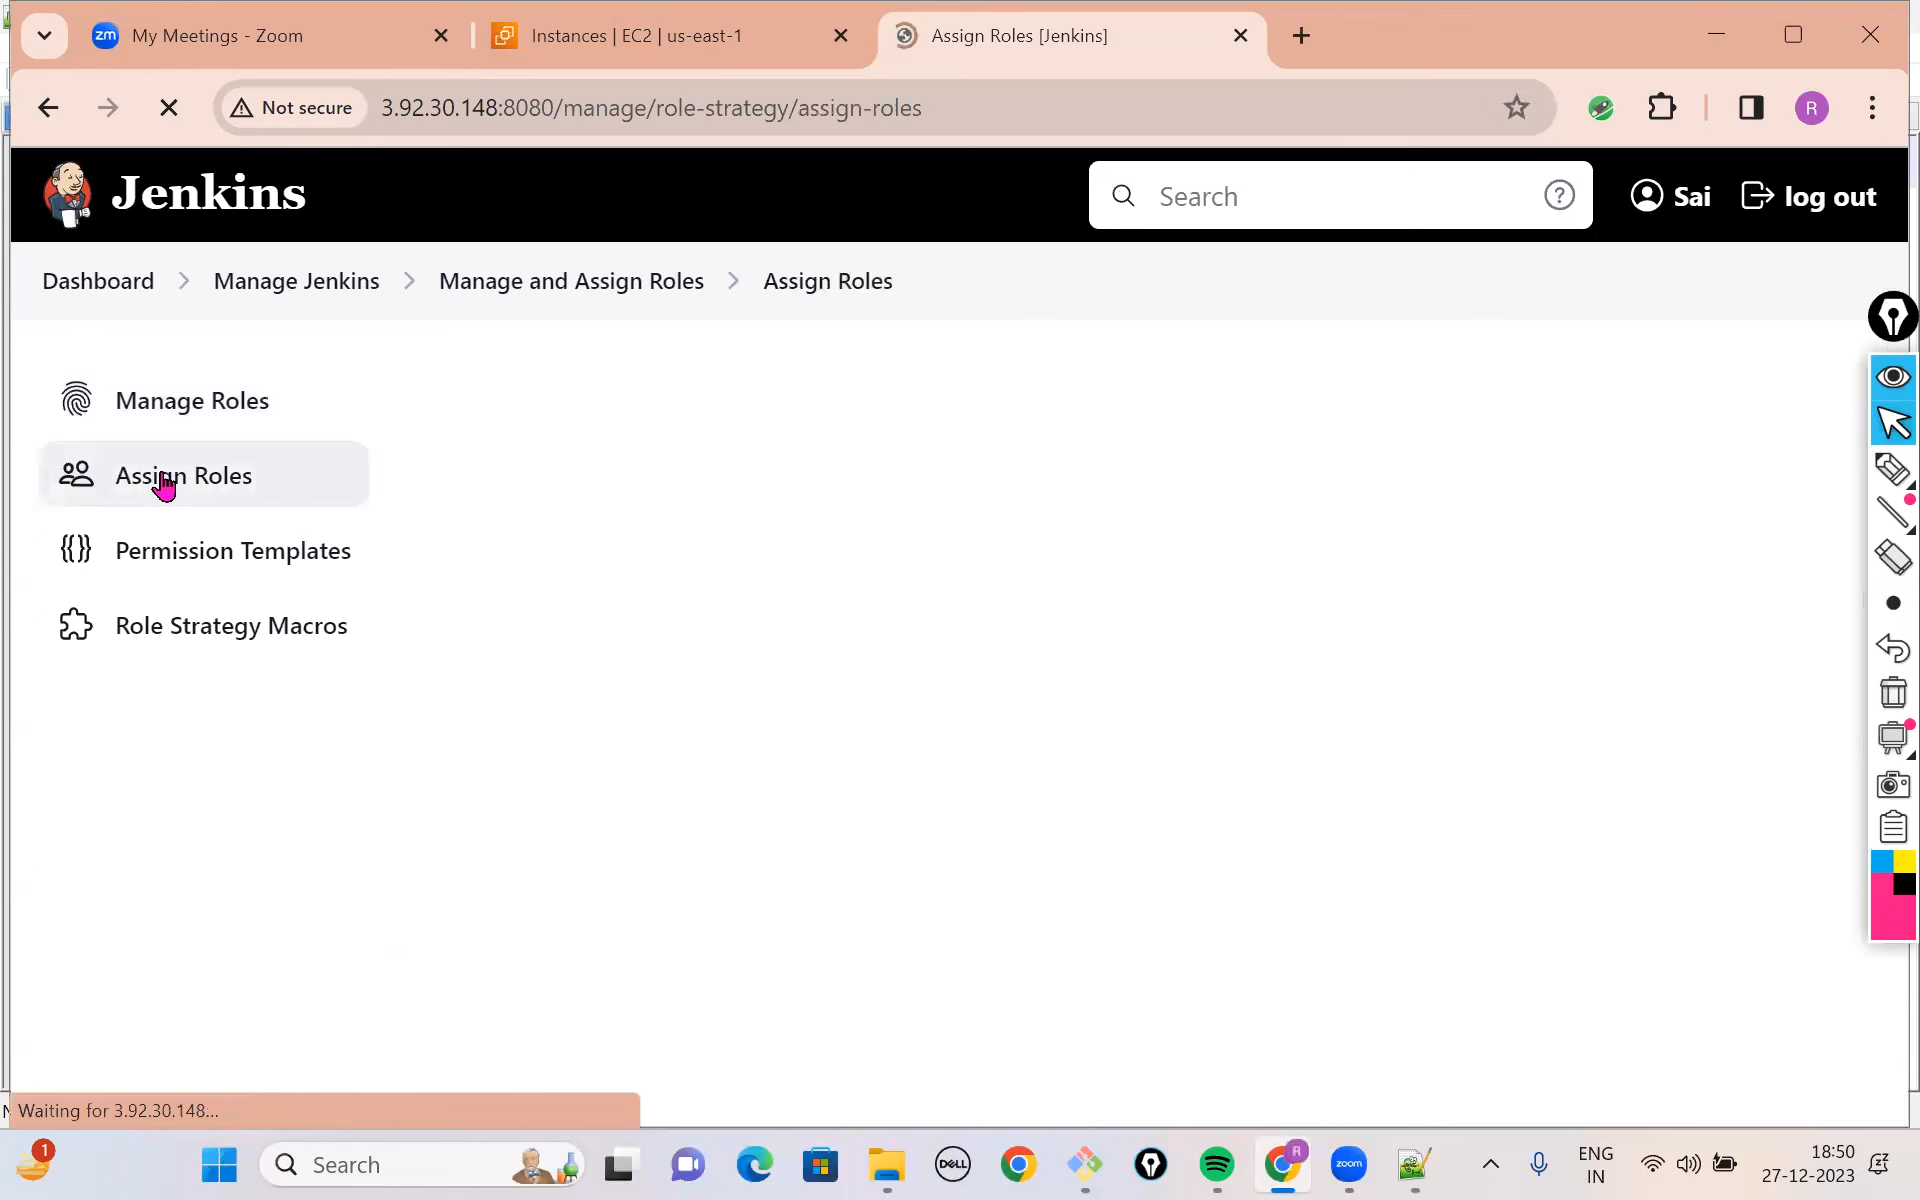 My Meetings - Zoom
Instances | EC2 | us-east-1
Assign Roles [Jenkins]
Not secure
3.92.30.148:8080/manage/role-strategy/assign-roles
R
Jenkins
Search
Sai
log out
Dashboard
Manage Jenkins
Manage and Assign Roles
Assign Roles
Manage Roles
Assign Roles
Permission Templates
Role Strategy Macros
Waiting for 3.92.30.148...
1
Search
DELL
R
zoom
ENG
IN
18:50
27-12-2023